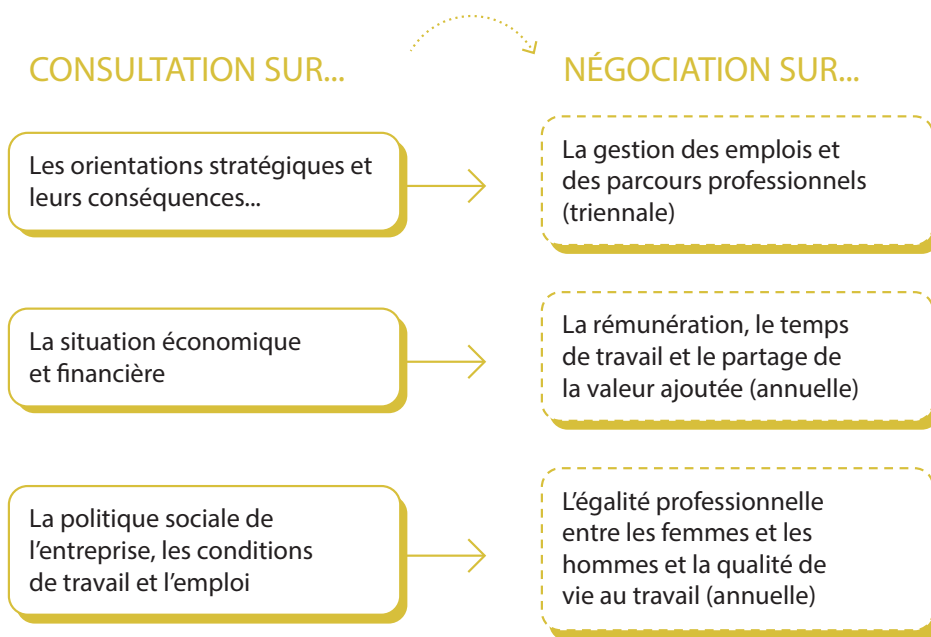 CONSULTATION SUR...
NÉGOCIATION SUR...
Les orientations stratégiques et
leurs conséquences...
La gestion des emplois et
des parcours professionnels
(triennale)
La situation économique
et financière
La rémunération, le temps
de travail et le partage de
la valeur ajoutée (annuelle)
La politique sociale de
l'entreprise, les conditions
de travail et l'emploi
L'égalité professionnelle
entre les femmes et les
hommes et la qualité de
vie au travail (annuelle)